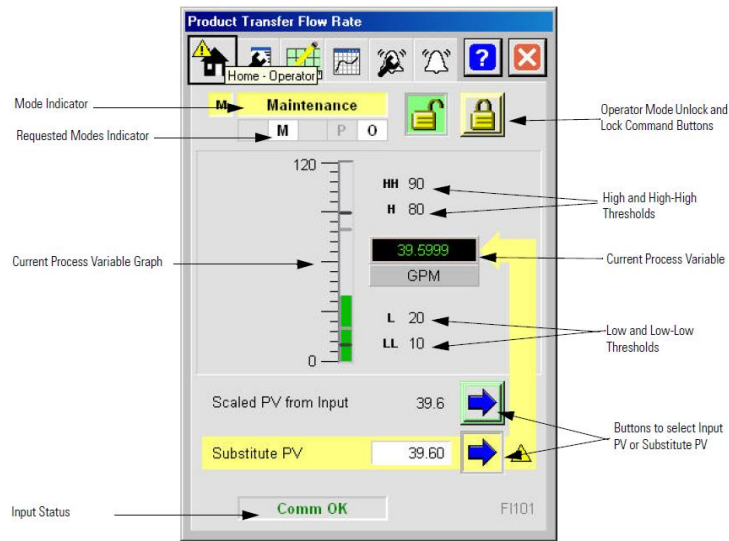 Product Transfer Flow Rate
?
Home - Operator
M Maintenance
M P O
120
HH 90
H 80
39.5999
GPM
L 20
LL 10
0
Scaled PV from Input 39.6
Substitute PV 39.60
Comm OK FI101
Mode Indicator
Requested Modes Indicator
Current Process Variable Graph
Input Status
Operator Mode Unlock and
Lock Command Buttons
High and High-High
Thresholds
Current Process Variable
Low and Low-Low
Thresholds
Buttons to select Input
PV or Substitute PV